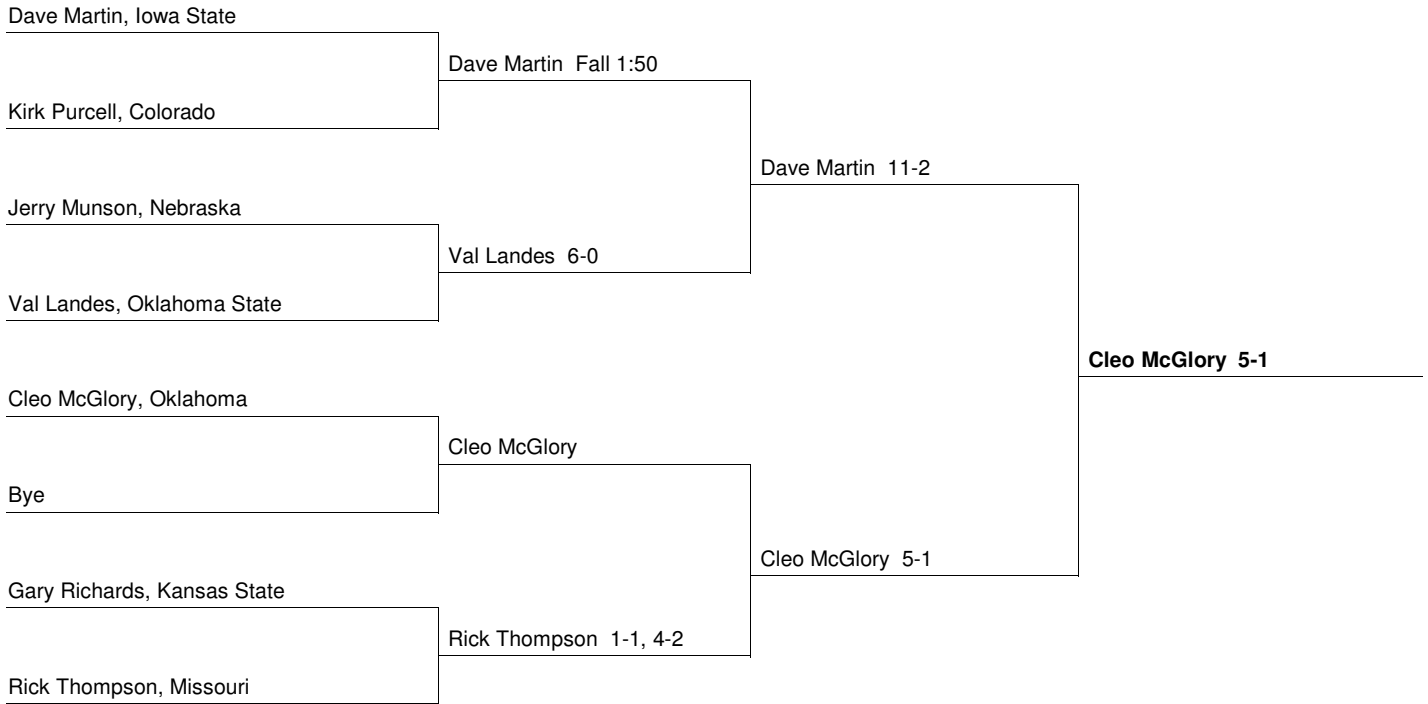 Dave Martin, Iowa State
Dave Martin  Fall 1:50
Kirk Purcell, Colorado
Dave Martin  11-2
Jerry Munson, Nebraska
Val Landes  6-0
Val Landes, Oklahoma State
Cleo McGlory  5-1
Cleo McGlory, Oklahoma
Cleo McGlory
Bye
Cleo McGlory  5-1
Gary Richards, Kansas State
Rick Thompson  1-1, 4-2
Rick Thompson, Missouri